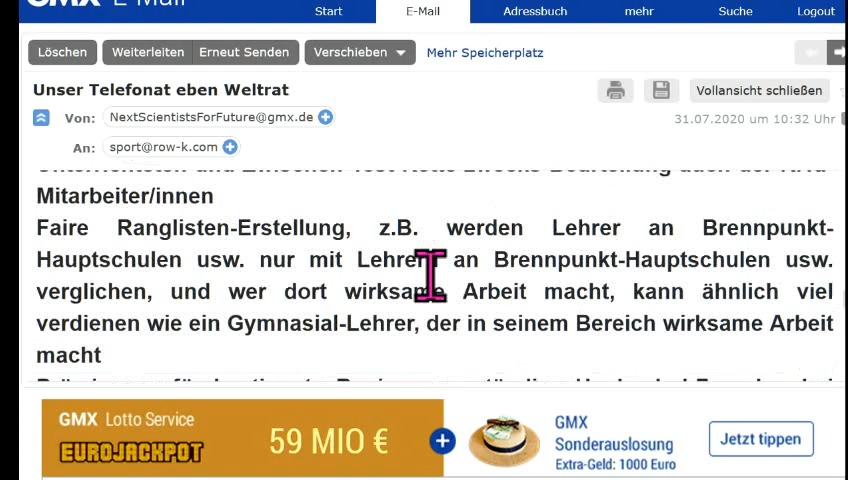 GMX E-Mail
Start E-Mail Adressbuch mehr Suche Logout
Löschen Weiterleiten Erneut Senden Verschieben Mehr Speicherplatz
Unser Telefonat eben Weltrat Vollansicht schließen
Von: NextScientistsForFuture@gmx.de 31.07.2020 um 10:32 Uhr
An: sport@row-k.com
Mitarbeiter/innen
Faire Ranglisten-Erstellung, z.B. werden Lehrer an Brennpunkt-
Hauptschulen usw. nur mit Lehrern an Brennpunkt-Hauptschulen usw.
verglichen, und wer dort wirksame Arbeit macht, kann ähnlich viel
verdienen wie ein Gymnasial-Lehrer, der in seinem Bereich wirksame Arbeit
macht
GMX Lotto Service
EUROJACKPOT
59 MIO €
GMX
Sonderauslosung
Extra-Geld: 1000 Euro
Jetzt tippen